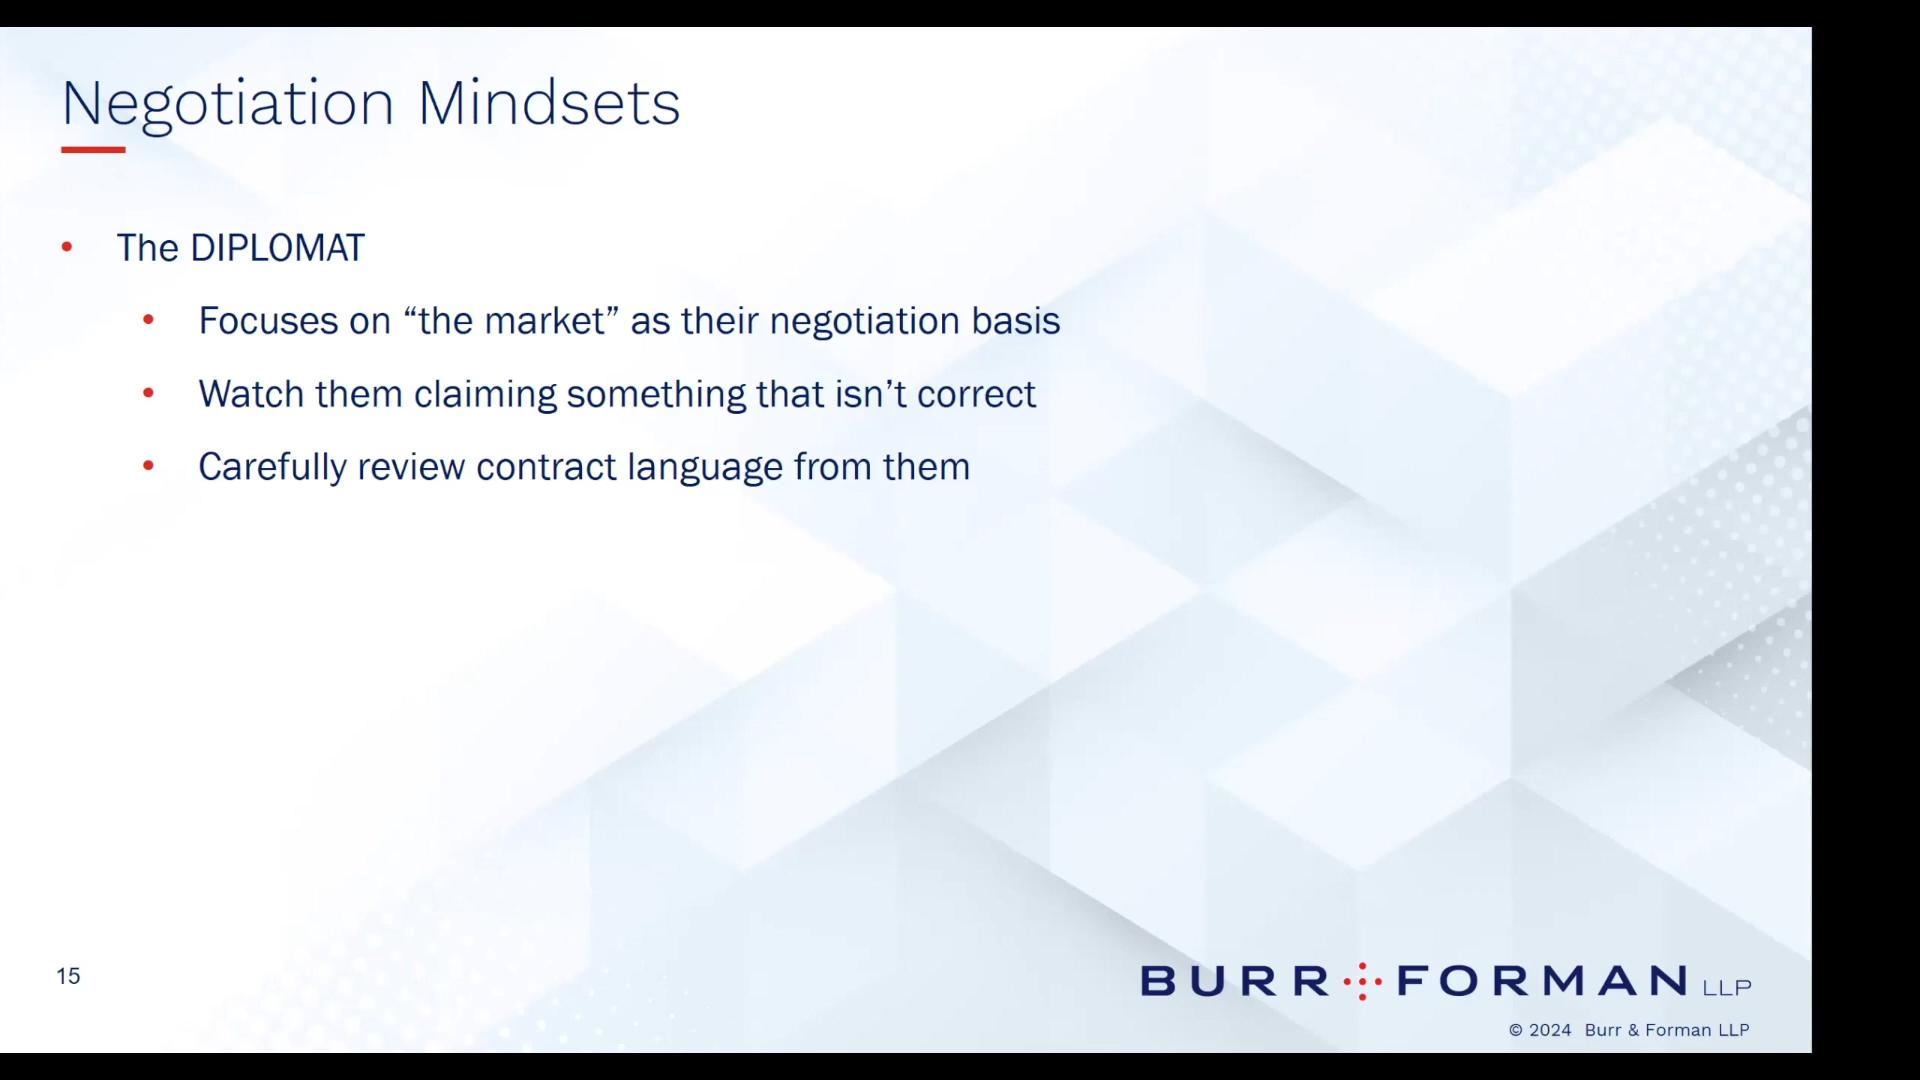 Negotiation Mindsets
• The DIPLOMAT
• Focuses on “the market” as their negotiation basis
• Watch them claiming something that isn’t correct
• Carefully review contract language from them
15
BURR FORMAN LLP
© 2024 Burr & Forman LLP